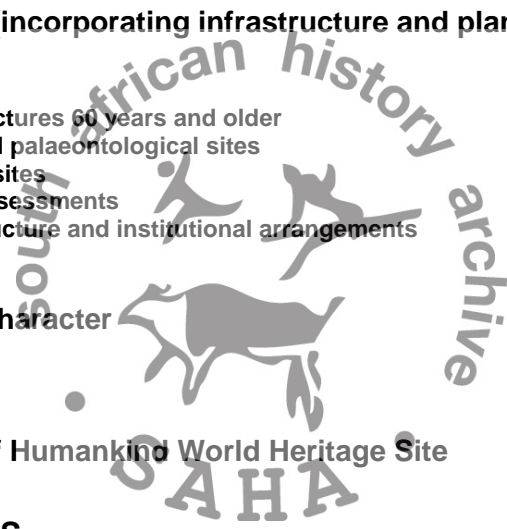 incorporating infrastructure and plan
ctures 60 years and older
l palaeontological sites
sites
sessments
ucture and institutional arrangements
haracter
f Humankind World Heritage Site
south african history archive
SAHA